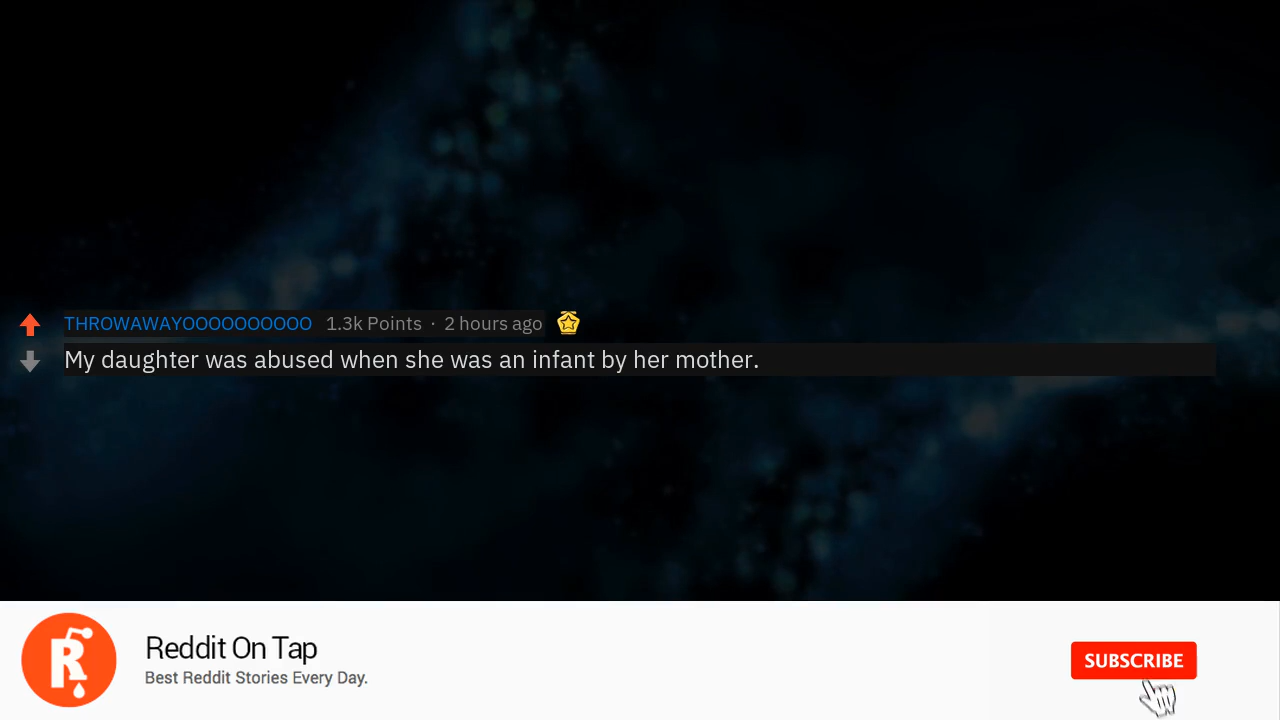 THROWAWAYOOOOOOOOOO 1.3k Points · 2 hours ago
My daughter was abused when she was an infant by her mother.
Reddit On Tap
Best Reddit Stories Every Day.
SUBSCRIBE